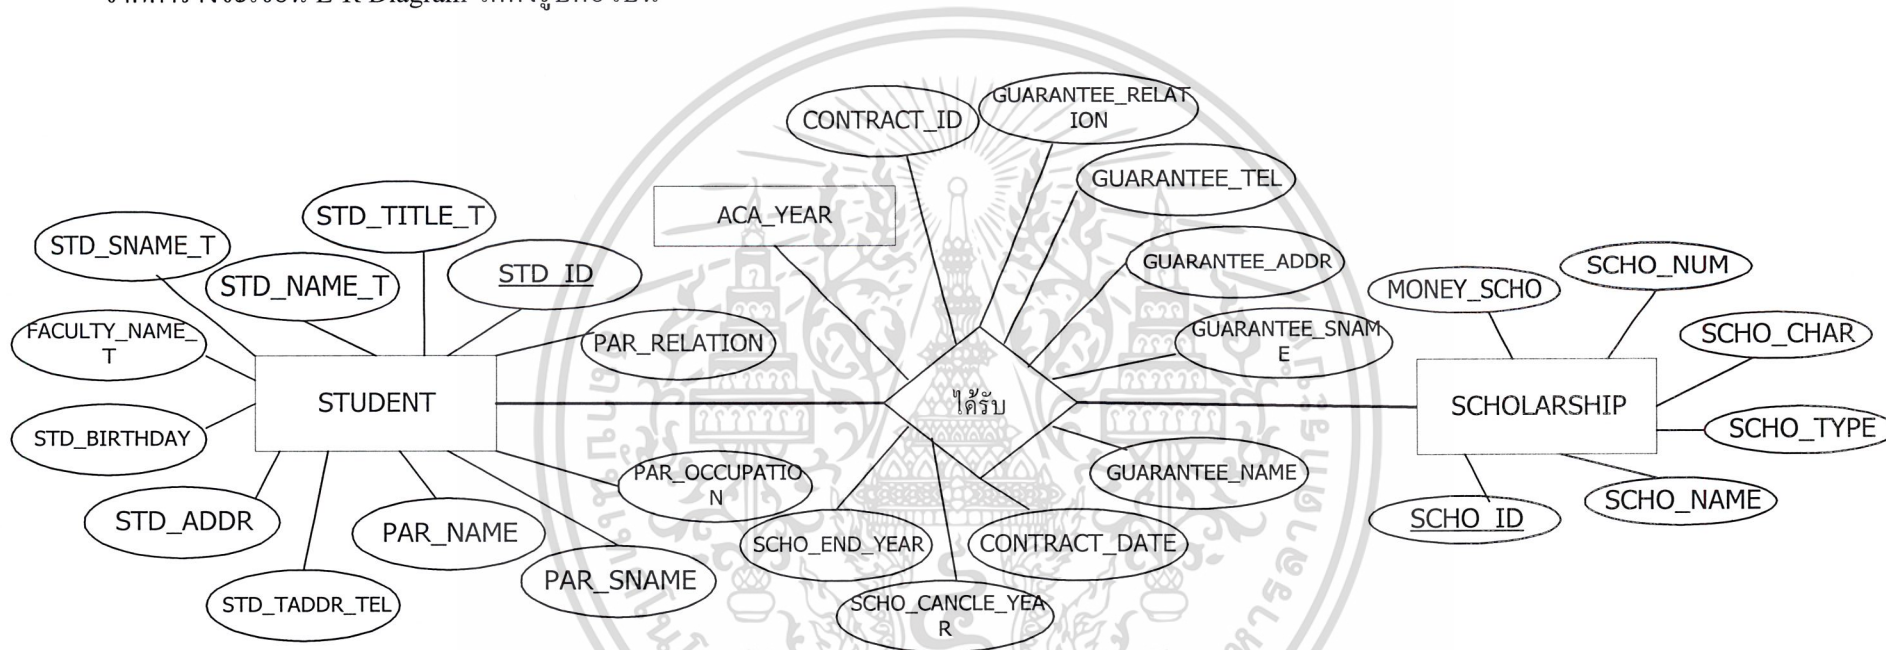 E-R Diagram
CONTRACT_ID
GUARANTEE_RELAT
ION
GUARANTEE_TEL
ACA_YEAR
STD_TITLE_T
STD_SNAME_T
STD_NAME_T
STD_ID
GUARANTEE_ADDR
SCHO_NUM
MONEY_SCHO
FACULTY_NAME_
T
PAR_RELATION
GUARANTEE_SNAM
E
SCHO_CHAR
STUDENT
ได้รับ
SCHOLARSHIP
STD_BIRTHDAY
SCHO_TYPE
PAR_OCCUPATIO
N
GUARANTEE_NAME
SCHO_NAME
STD_ADDR
PAR_NAME
SCHO_END_YEAR
CONTRACT_DATE
SCHO_ID
PAR_SNAME
STD_TADDR_TEL
SCHO_CANCLE_YEA
R